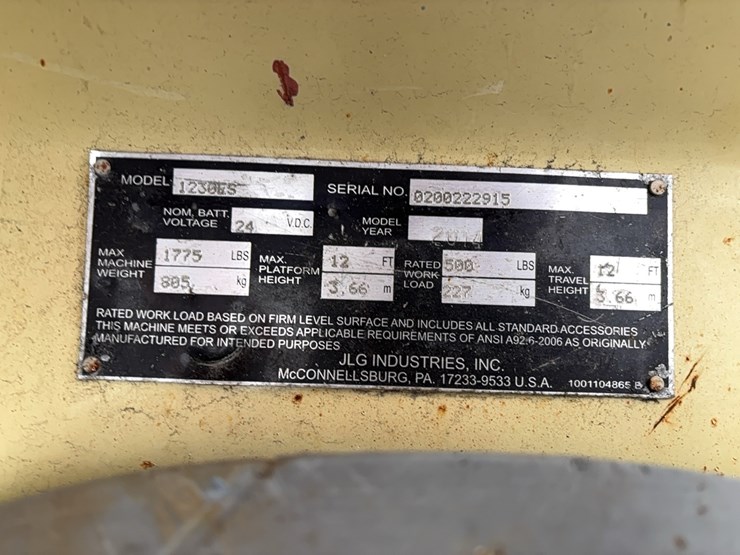 MODEL 1230ES SERIAL NO. 0200222915
NOM. BATT. VOLTAGE 24 V.D.C. MODEL YEAR 2014
MAX MACHINE WEIGHT 1775 LBS 805 kg MAX. PLATFORM HEIGHT 12 FT 3.66 m RATED WORK LOAD 500 LBS 227 kg MAX. TRAVEL HEIGHT 12 FT 3.66 m
RATED WORK LOAD BASED ON FIRM LEVEL SURFACE AND INCLUDES ALL STANDARD ACCESSORIES
THIS MACHINE MEETS OR EXCEEDS APPLICABLE REQUIREMENTS OF ANSI A92.6-2006 AS ORIGINALLY
MANUFACTURED FOR INTENDED PURPOSES
JLG INDUSTRIES, INC.
McCONNELLSBURG, PA. 17233-9533 U.S.A. 1001104865 B